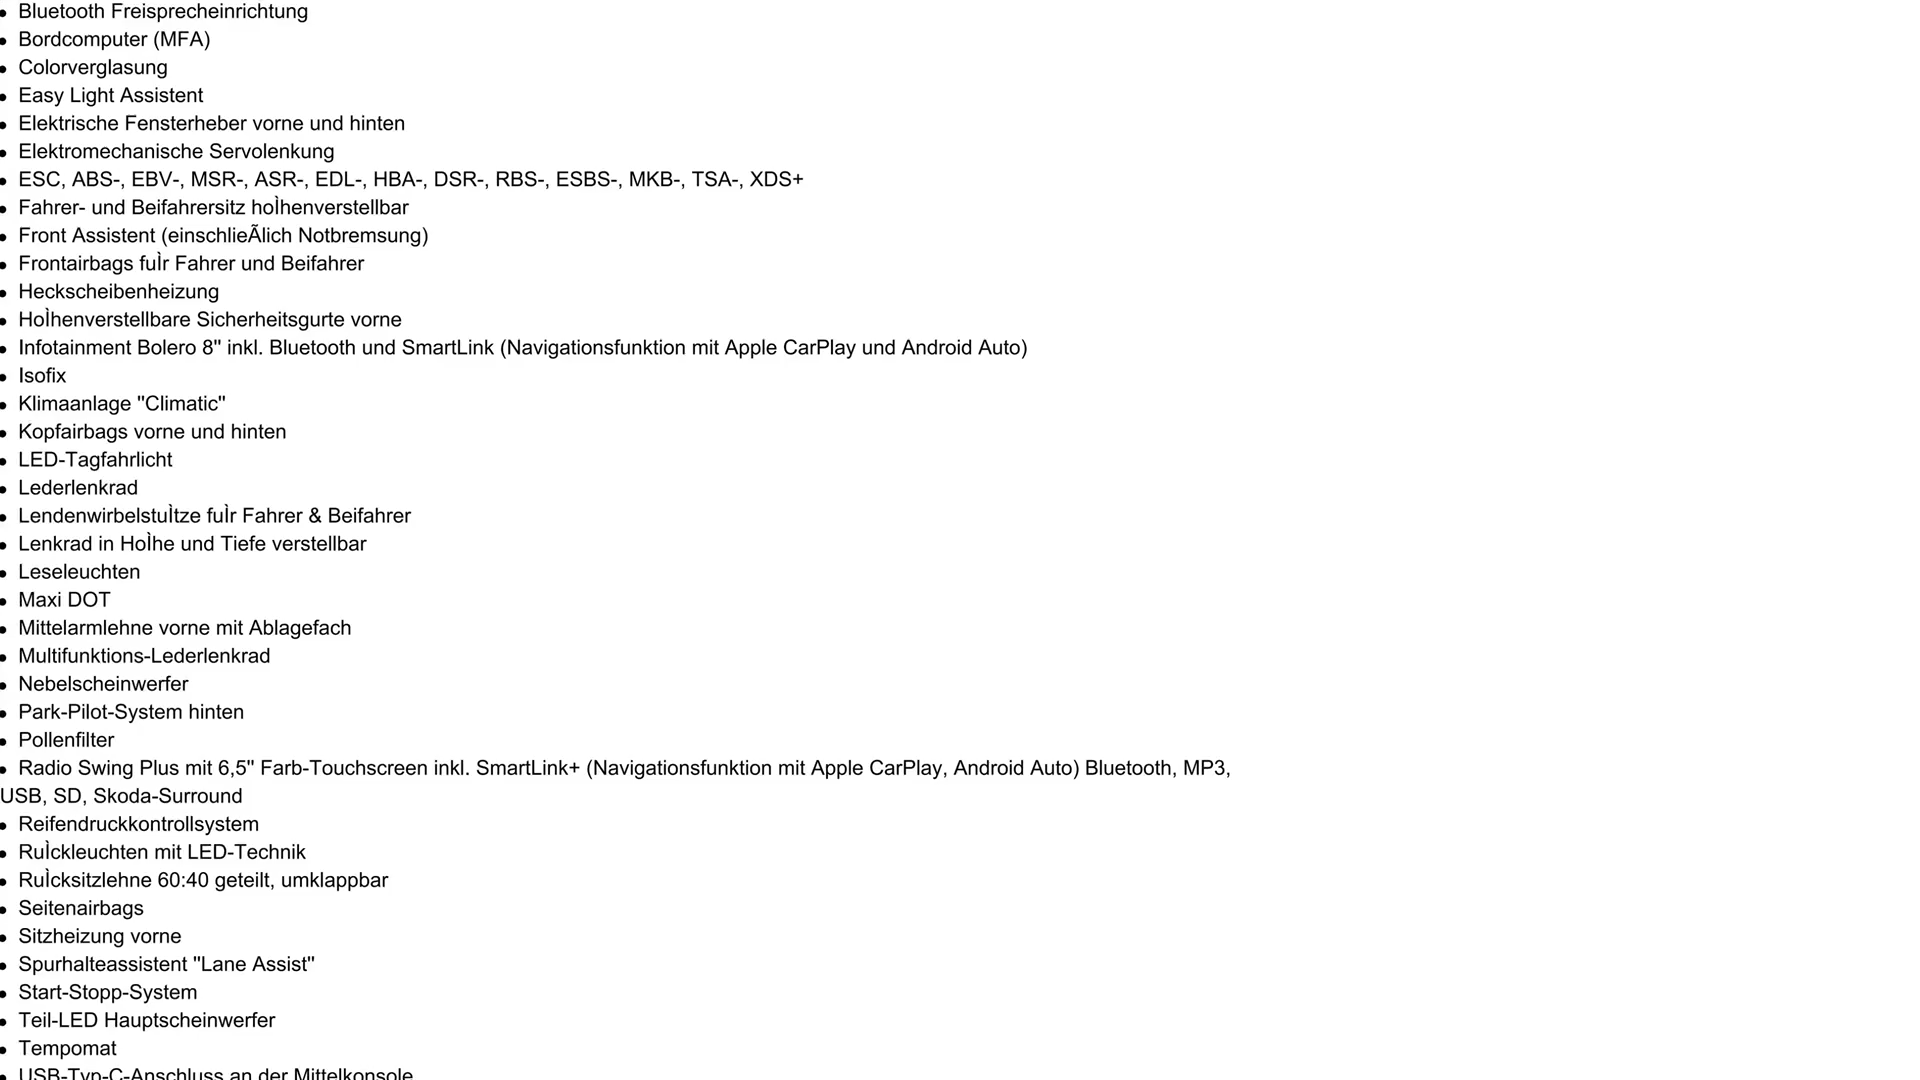 • Bluetooth Freisprecheinrichtung
• Bordcomputer (MFA)
• Colorverglasung
• Easy Light Assistent
• Elektrische Fensterheber vorne und hinten
• Elektromechanische Servolenkung
• ESC, ABS-, EBV-, MSR-, ASR-, EDL-, HBA-, DSR-, RBS-, ESBS-, MKB-, TSA-, XDS+
• Fahrer- und Beifahrersitz hoÌhenverstellbar
• Front Assistent (einschlieÃlich Notbremsung)
• Frontairbags fuÌr Fahrer und Beifahrer
• Heckscheibenheizung
• HoÌhenverstellbare Sicherheitsgurte vorne
• Infotainment Bolero 8" inkl. Bluetooth und SmartLink (Navigationsfunktion mit Apple CarPlay und Android Auto)
• Isofix
• Klimaanlage "Climatic"
• Kopfairbags vorne und hinten
• LED-Tagfahrlicht
• Lederlenkrad
• LendenwirbelstuÌtze fuÌr Fahrer & Beifahrer
• Lenkrad in HoÌhe und Tiefe verstellbar
• Leseleuchten
• Maxi DOT
• Mittelarmlehne vorne mit Ablagefach
• Multifunktions-Lederlenkrad
• Nebelscheinwerfer
• Park-Pilot-System hinten
• Pollenfilter
• Radio Swing Plus mit 6,5" Farb-Touchscreen inkl. SmartLink+ (Navigationsfunktion mit Apple CarPlay, Android Auto) Bluetooth, MP3,
USB, SD, Skoda-Surround
• Reifendruckkontrollsystem
• RuÌckleuchten mit LED-Technik
• RuÌcksitzlehne 60:40 geteilt, umklappbar
• Seitenairbags
• Sitzheizung vorne
• Spurhalteassistent "Lane Assist"
• Start-Stopp-System
• Teil-LED Hauptscheinwerfer
• Tempomat
• USB-Typ-C-Anschluss an der Mittelkonsole